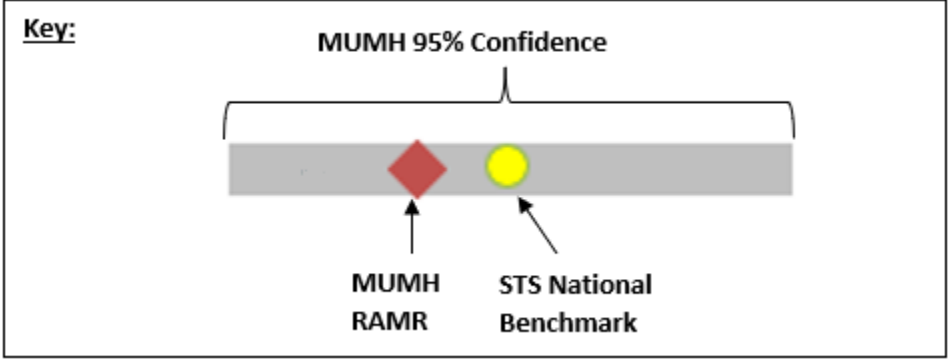 Key:
MUMH 95% Confidence
MUMH
RAMR
STS National
Benchmark